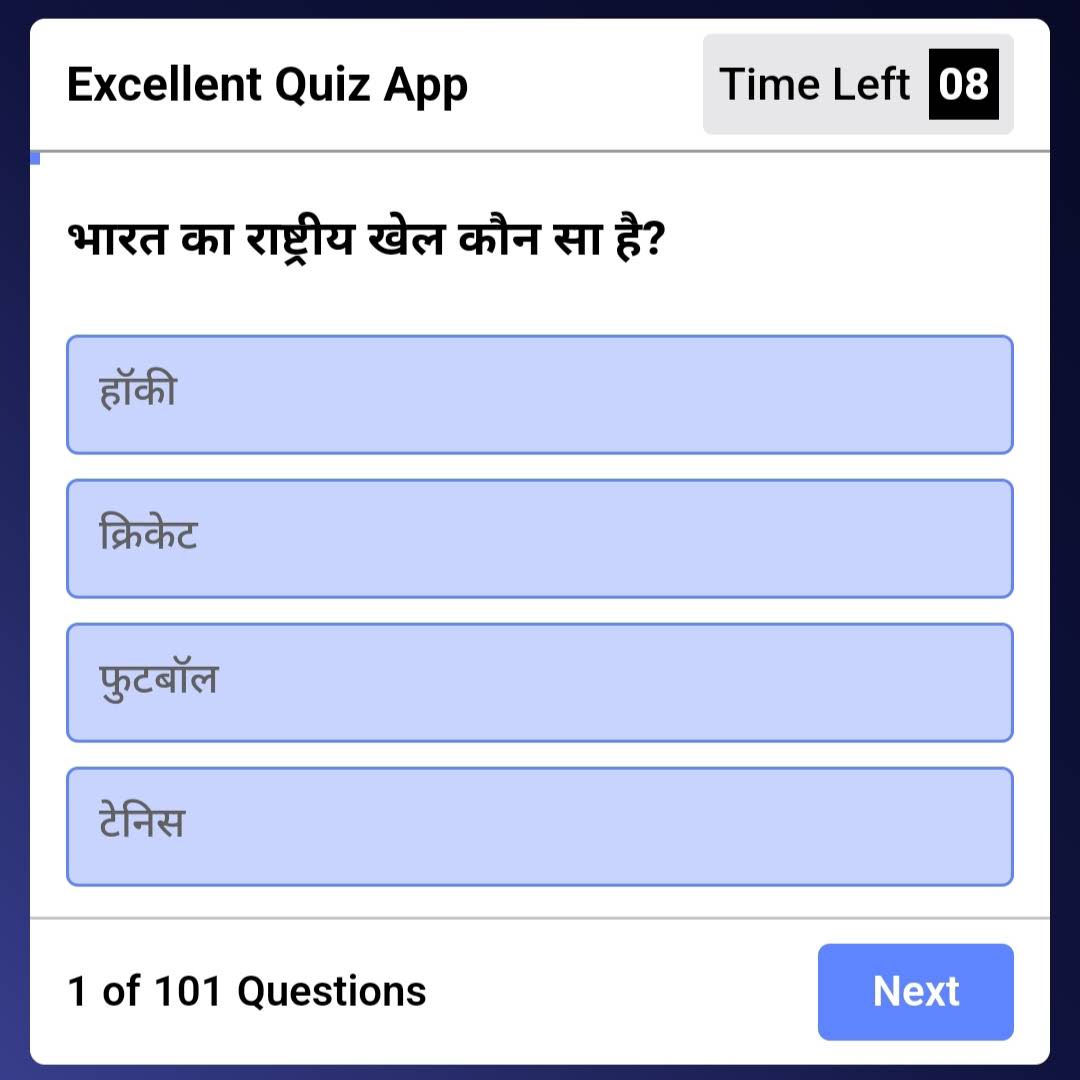 Excellent Quiz App
Time Left 08
भारत का राष्ट्रीय खेल कौन सा है?
हॉकी
क्रिकेट
फुटबॉल
टेनिस
1 of 101 Questions
Next